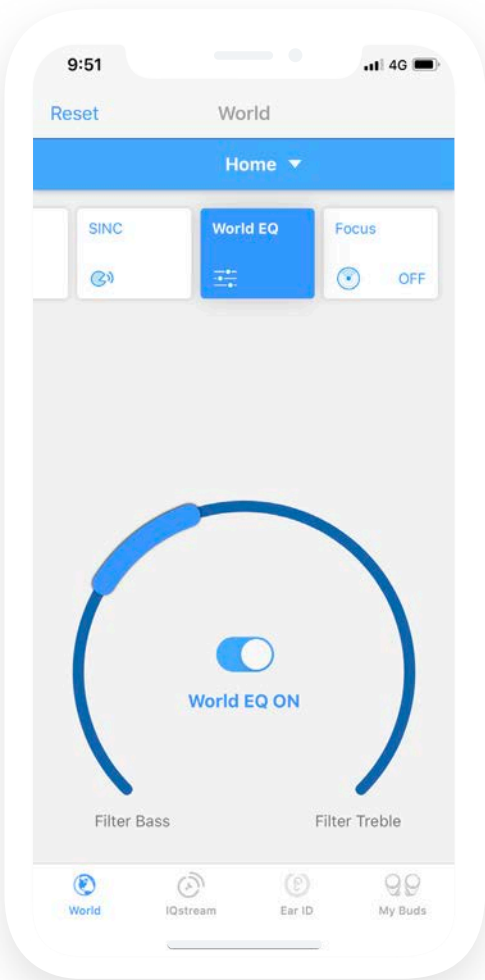 9:51 4G
Reset World
Home
SINC World EQ Focus
OFF
World EQ ON
Filter Bass Filter Treble
World IQstream Ear ID My Buds